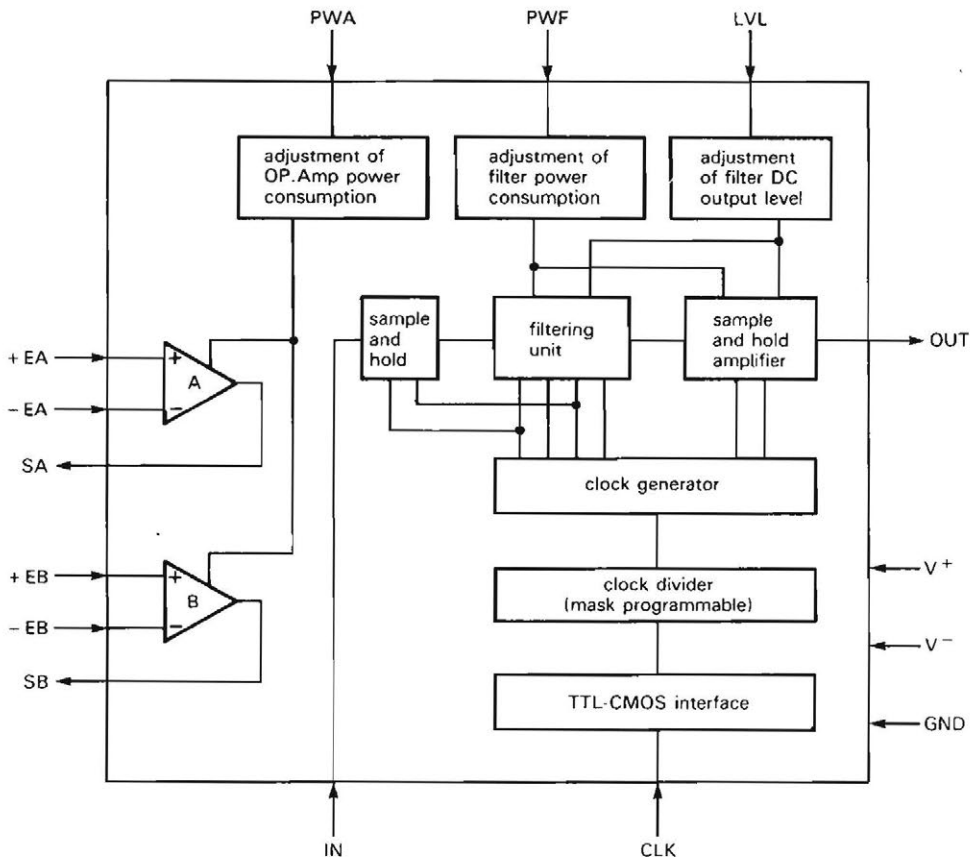 PWA
PWF
LVL
adjustment of
OP.Amp power
consumption
adjustment of
filter power
consumption
adjustment
of filter DC
output level
sample
and
hold
filtering
unit
sample
and hold
amplifier
OUT
+ EA
+
A
− EA
−
SA
clock generator
+ EB
+
B
− EB
−
SB
clock divider
(mask programmable)
V+
V−
TTL-CMOS interface
GND
IN
CLK